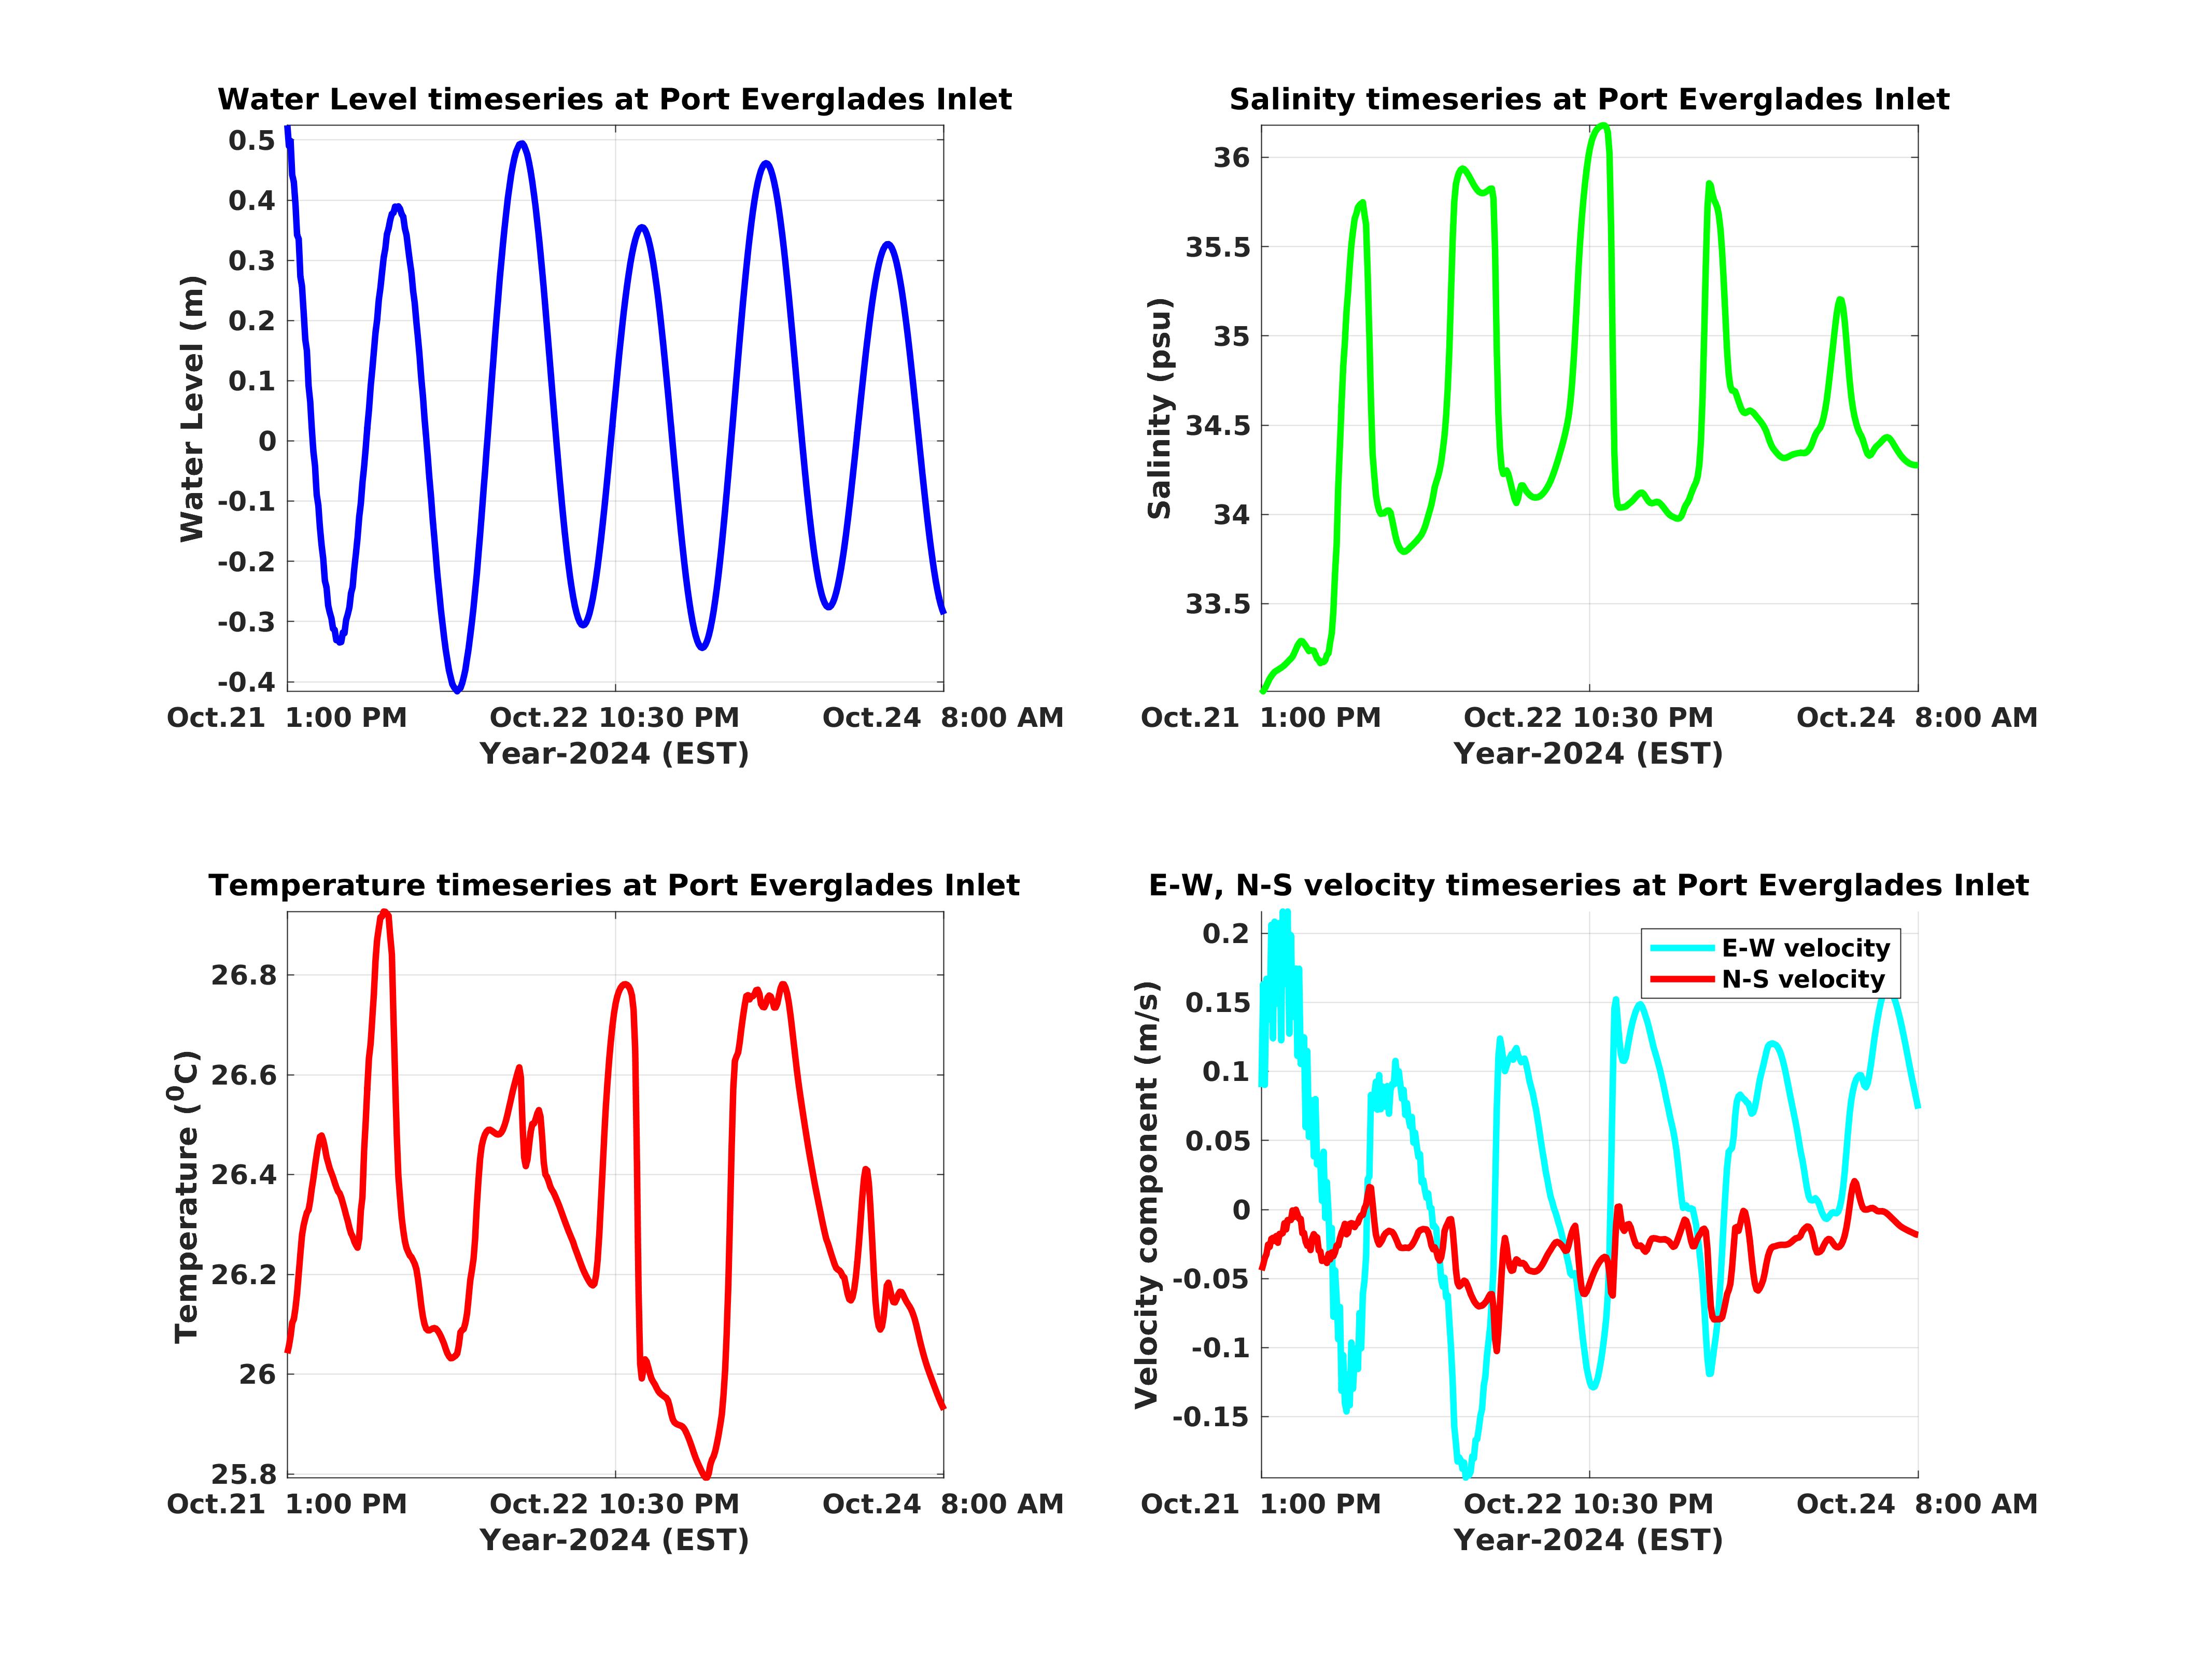 Water Level timeseries at Port Everglades Inlet
0.5
0.4
0.3
0.2
0.1
0
-0.1
-0.2
-0.3
-0.4
Water Level (m)
Oct.21 1:00 PM Oct.22 10:30 PM Oct.24 8:00 AM
Year-2024 (EST)
Salinity timeseries at Port Everglades Inlet
36
35.5
35
34.5
34
33.5
Salinity (psu)
Oct.21 1:00 PM Oct.22 10:30 PM Oct.24 8:00 AM
Year-2024 (EST)
Temperature timeseries at Port Everglades Inlet
26.8
26.6
26.4
26.2
26
25.8
Temperature (⁰C)
Oct.21 1:00 PM Oct.22 10:30 PM Oct.24 8:00 AM
Year-2024 (EST)
E-W, N-S velocity timeseries at Port Everglades Inlet
E-W velocity
N-S velocity
0.2
0.15
0.1
0.05
0
-0.05
-0.1
-0.15
Velocity component (m/s)
Oct.21 1:00 PM Oct.22 10:30 PM Oct.24 8:00 AM
Year-2024 (EST)